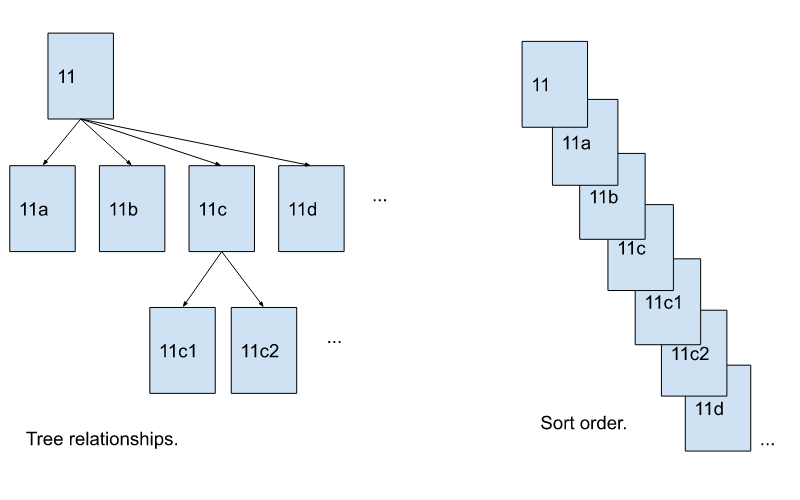 11
11a
11b
11c
11d
...
11c1
11c2
...
Tree relationships.
11
11a
11b
11c
11c1
11c2
11d
...
Sort order.